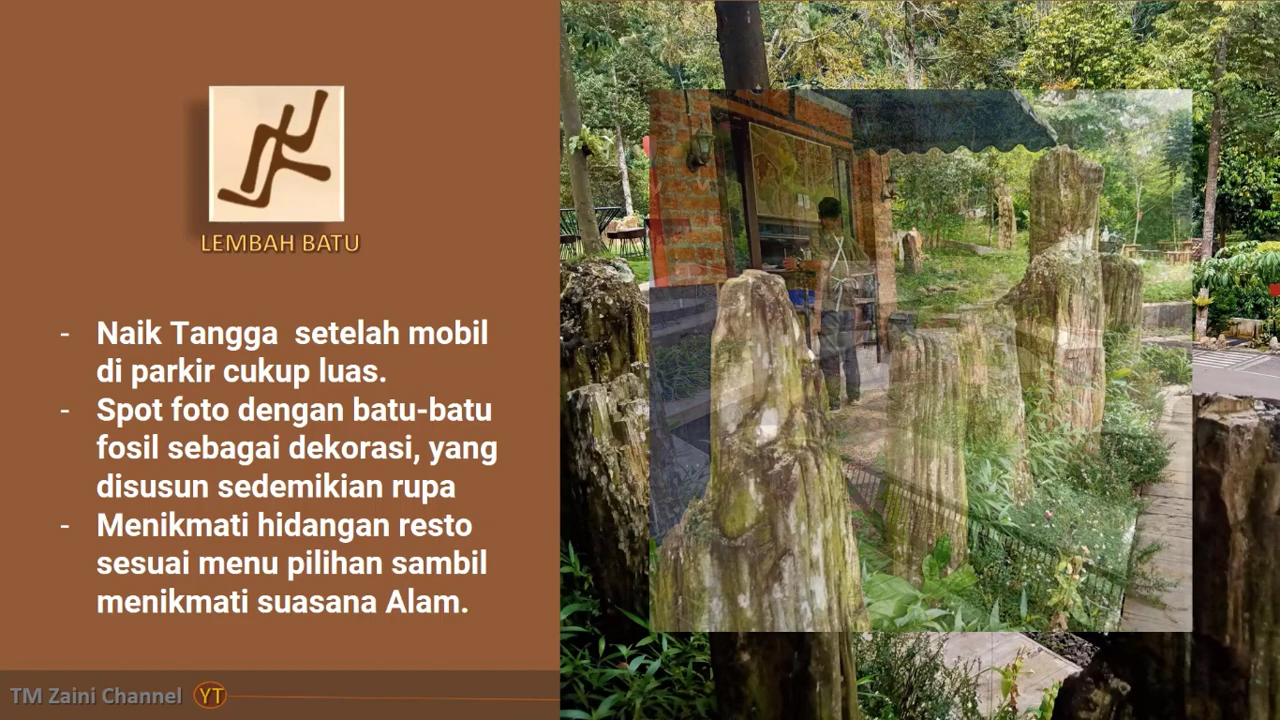 LEMBAH BATU
- Naik Tangga  setelah mobil
di parkir cukup luas.
- Spot foto dengan batu-batu
fosil sebagai dekorasi, yang
disusun sedemikian rupa
- Menikmati hidangan resto
sesuai menu pilihan sambil
menikmati suasana Alam.
TM Zaini Channel YT